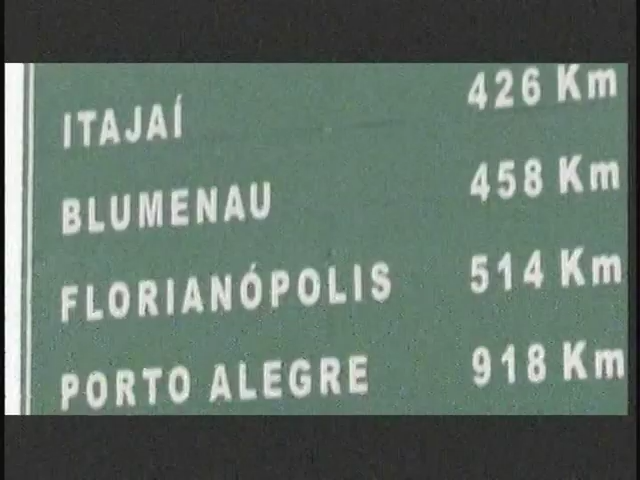 ITAJAÍ 426 Km
BLUMENAU 458 Km
FLORIANÓPOLIS 514 Km
PORTO ALEGRE 918 Km